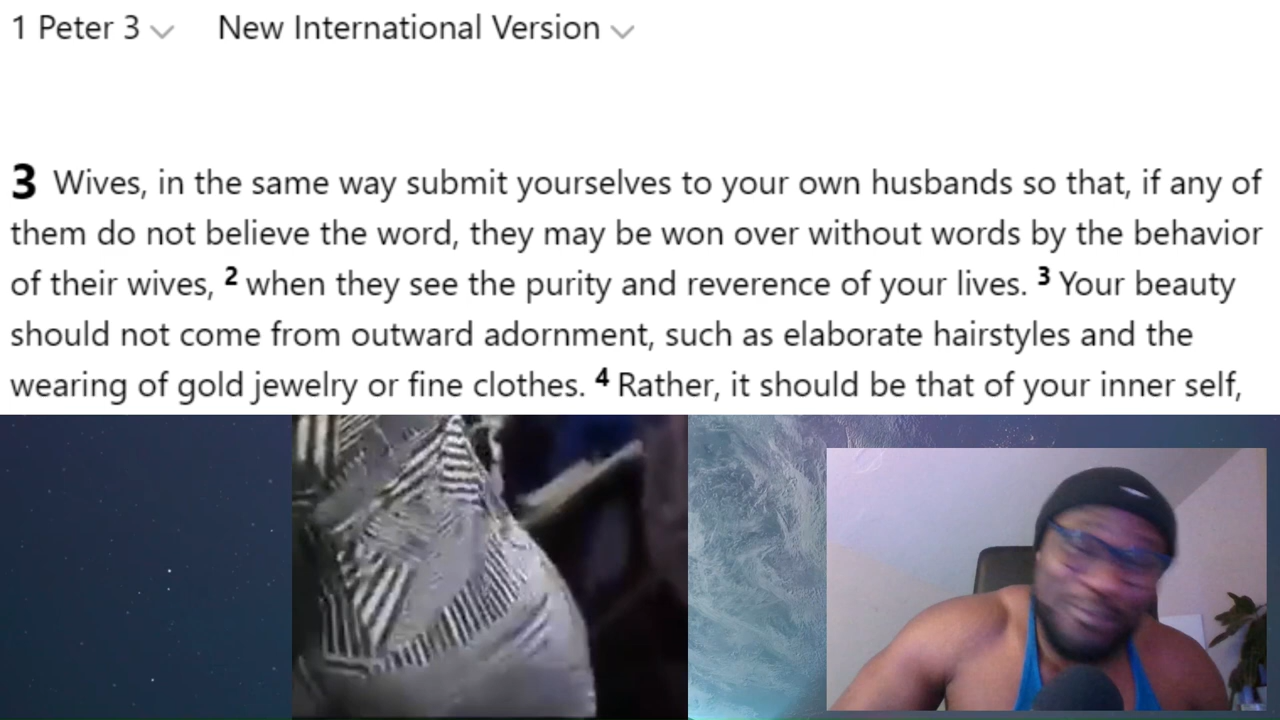 1 Peter 3 New International Version
3 Wives, in the same way submit yourselves to your own husbands so that, if any of
them do not believe the word, they may be won over without words by the behavior
of their wives, 2 when they see the purity and reverence of your lives. 3 Your beauty
should not come from outward adornment, such as elaborate hairstyles and the
wearing of gold jewelry or fine clothes. 4 Rather, it should be that of your inner self,